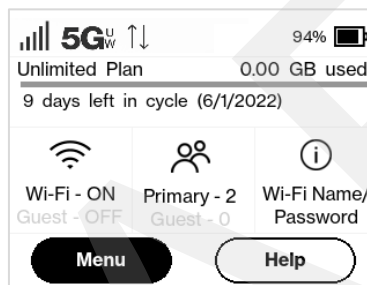 5G UW 94%
Unlimited Plan 0.00 GB used
9 days left in cycle (6/1/2022)
Wi-Fi - ON Primary - 2 Wi-Fi Name/
Guest - OFF Guest - 0 Password
Menu Help